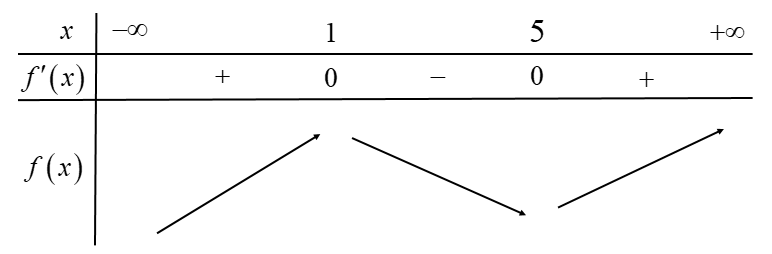 x −∞ 1 5 +∞
f′(x) + 0 − 0 +
f(x)